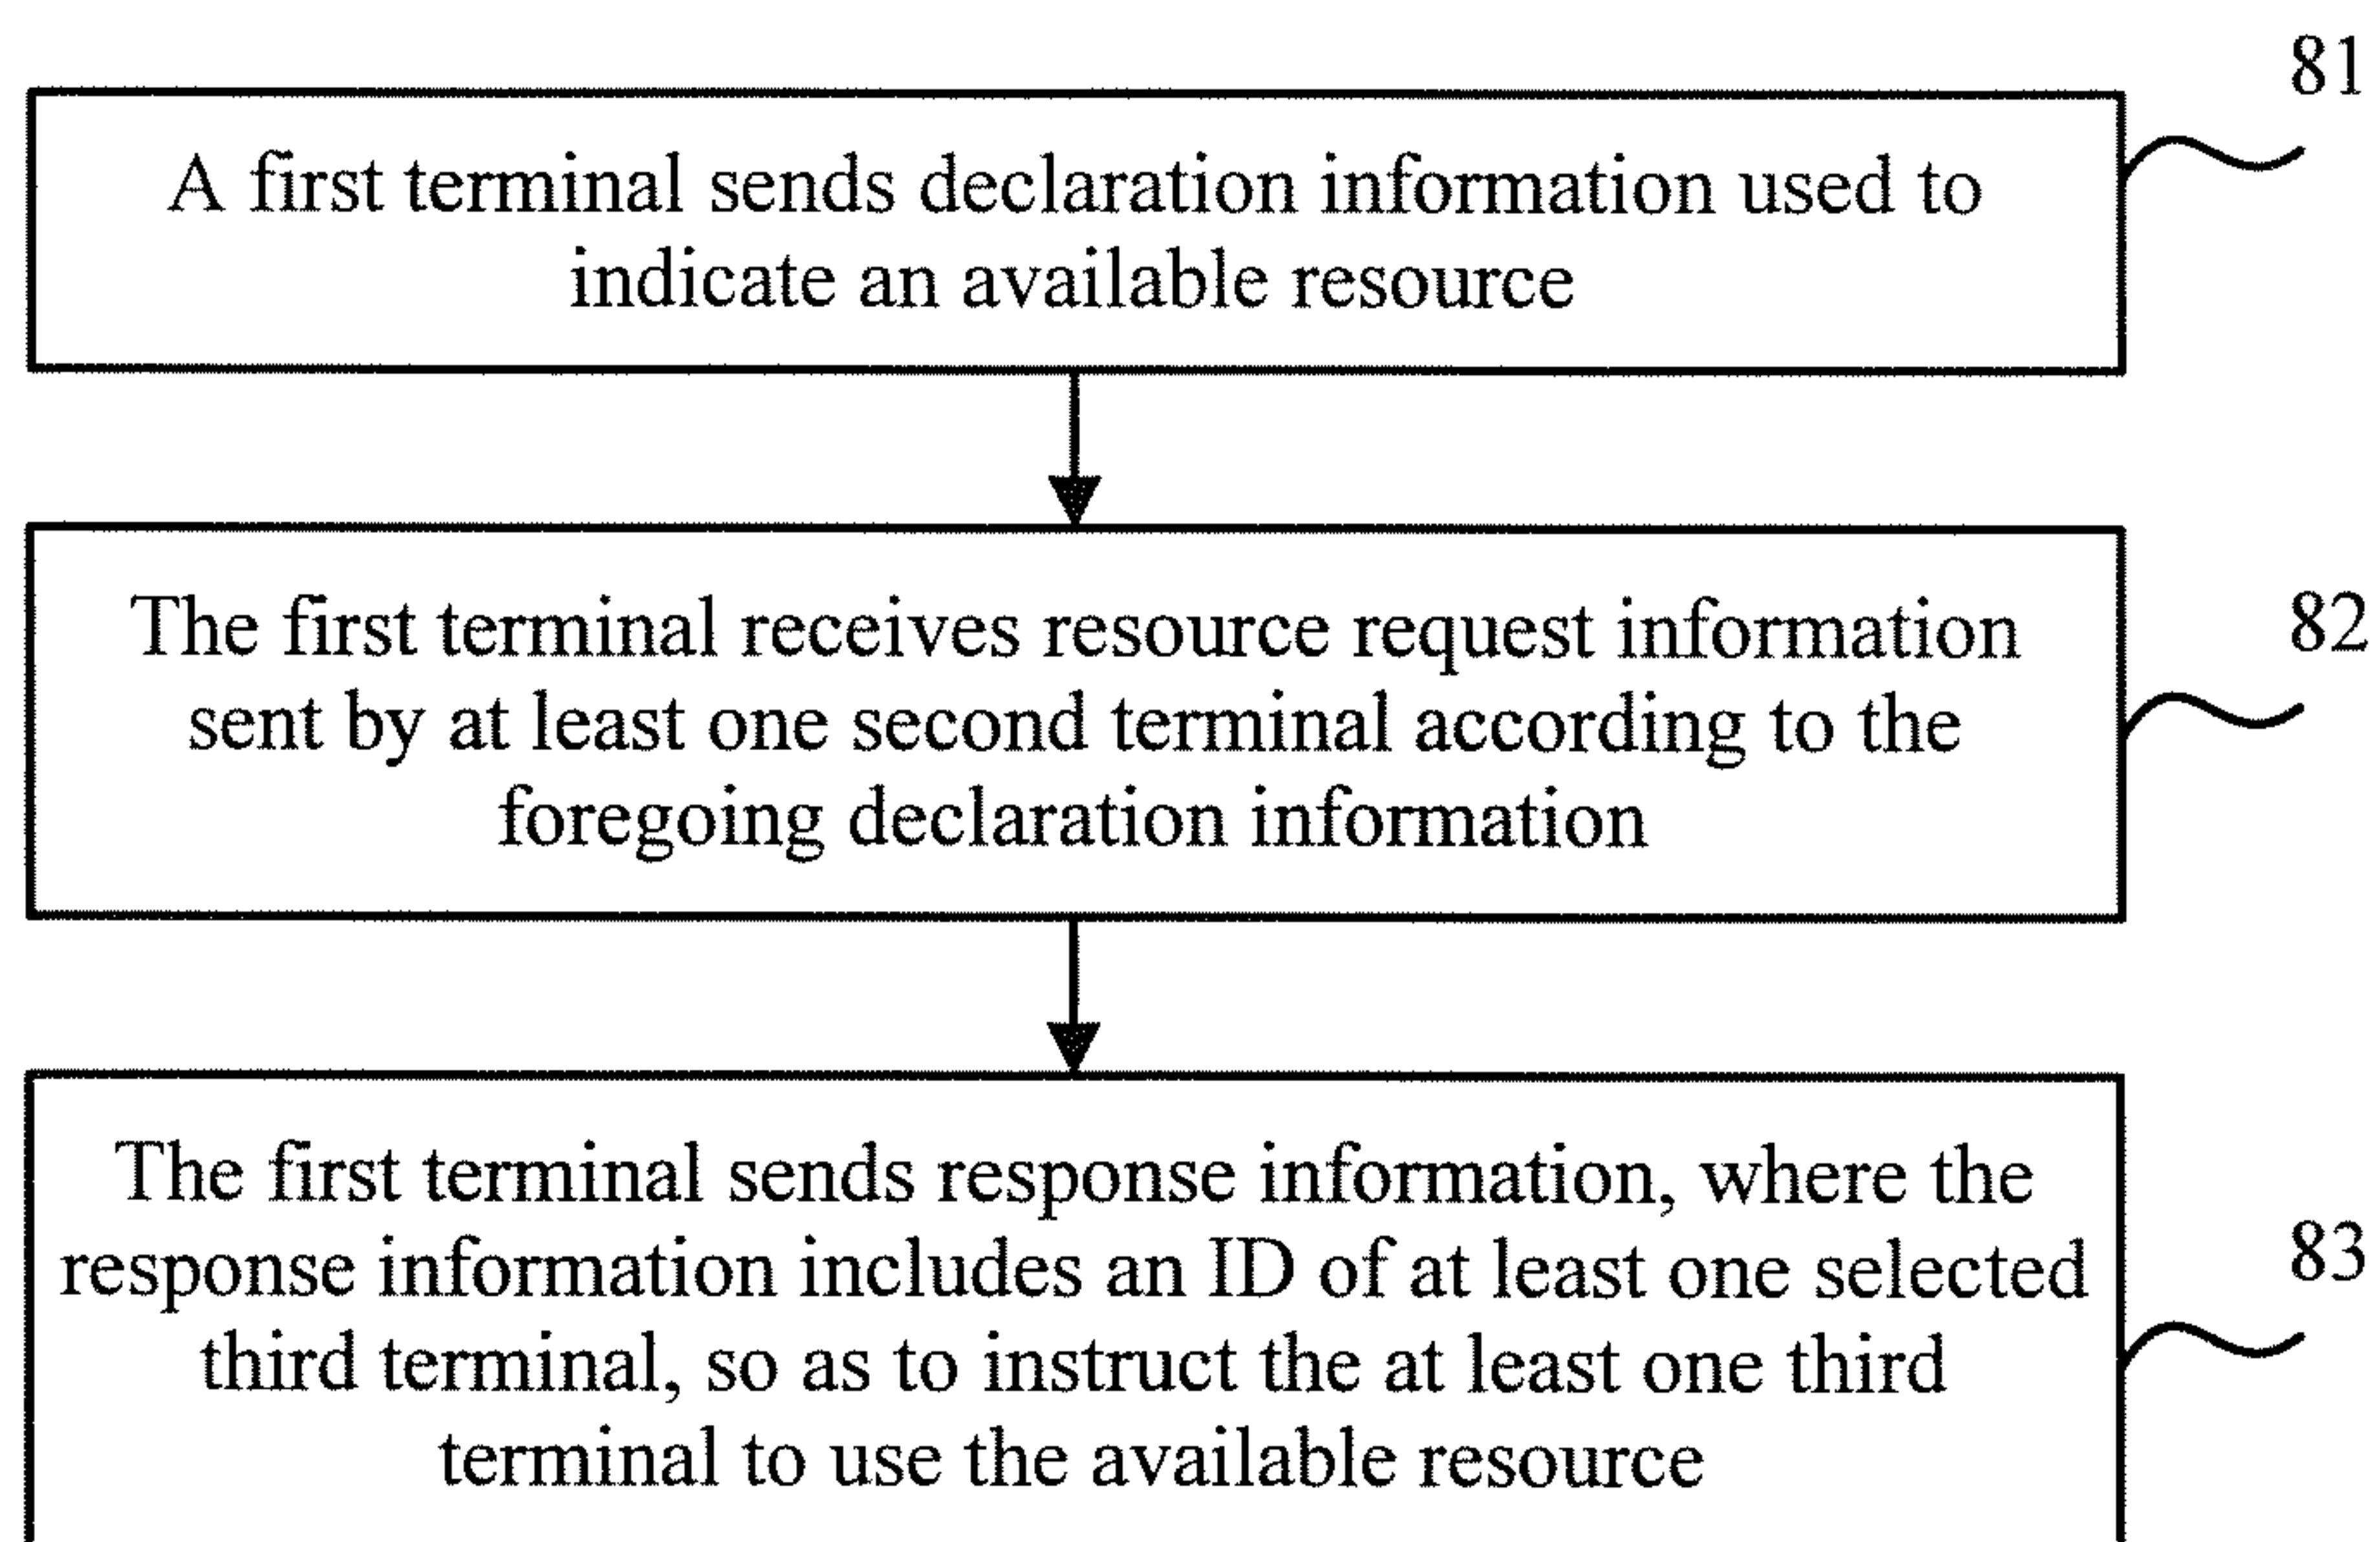 81
A first terminal sends declaration information used to
indicate an available resource
82
The first terminal receives resource request information
sent by at least one second terminal according to the
foregoing declaration information
83
The first terminal sends response information, where the
response information includes an ID of at least one selected
third terminal, so as to instruct the at least one third
terminal to use the available resource